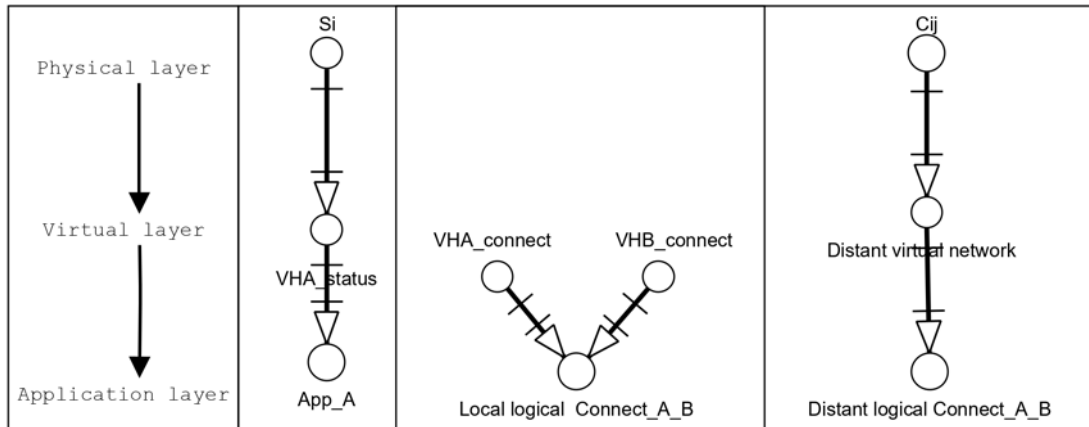 Physical layer
Virtual layer
Application layer
Si
VHA_status
App_A
VHA_connect
VHB_connect
Local logical Connect_A_B
Cij
Distant virtual network
Distant logical Connect_A_B